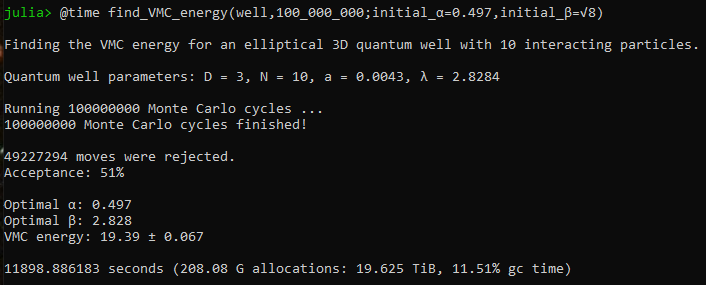 julia> @time find_VMC_energy(well,100_000_000;initial_α=0.497,initial_β=√8)
Finding the VMC energy for an elliptical 3D quantum well with 10 interacting particles.
Quantum well parameters: D = 3, N = 10, a = 0.0043, λ = 2.8284
Running 100000000 Monte Carlo cycles ...
100000000 Monte Carlo cycles finished!
49227294 moves were rejected.
Acceptance: 51%
Optimal α: 0.497
Optimal β: 2.828
VMC energy: 19.39 ± 0.067
11898.886183 seconds (208.08 G allocations: 19.625 TiB, 11.51% gc time)